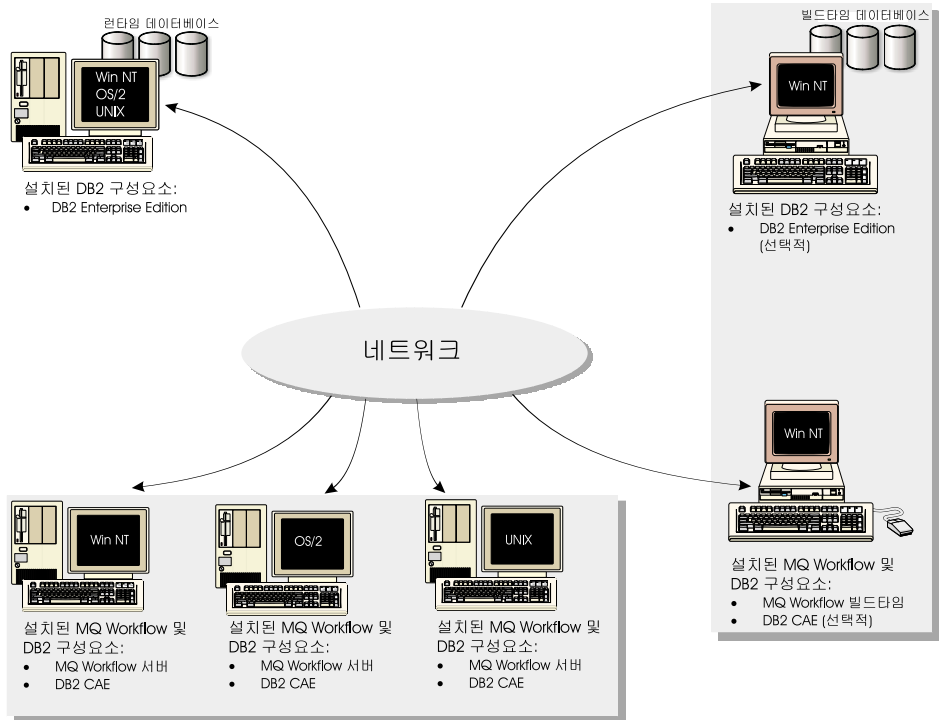 런타임 데이터베이스
Win NT
OS/2
UNIX
설치된 DB2 구성요소:
• DB2 Enterprise Edition
빌드타임 데이터베이스
Win NT
설치된 DB2 구성요소:
• DB2 Enterprise Edition
(선택적)
네트워크
Win NT
설치된 MQ Workflow 및
DB2 구성요소:
• MQ Workflow 서버
• DB2 CAE
OS/2
설치된 MQ Workflow 및
DB2 구성요소:
• MQ Workflow 서버
• DB2 CAE
UNIX
설치된 MQ Workflow 및
DB2 구성요소:
• MQ Workflow 서버
• DB2 CAE
Win NT
설치된 MQ Workflow 및
DB2 구성요소:
• MQ Workflow 빌드타임
• DB2 CAE (선택적)